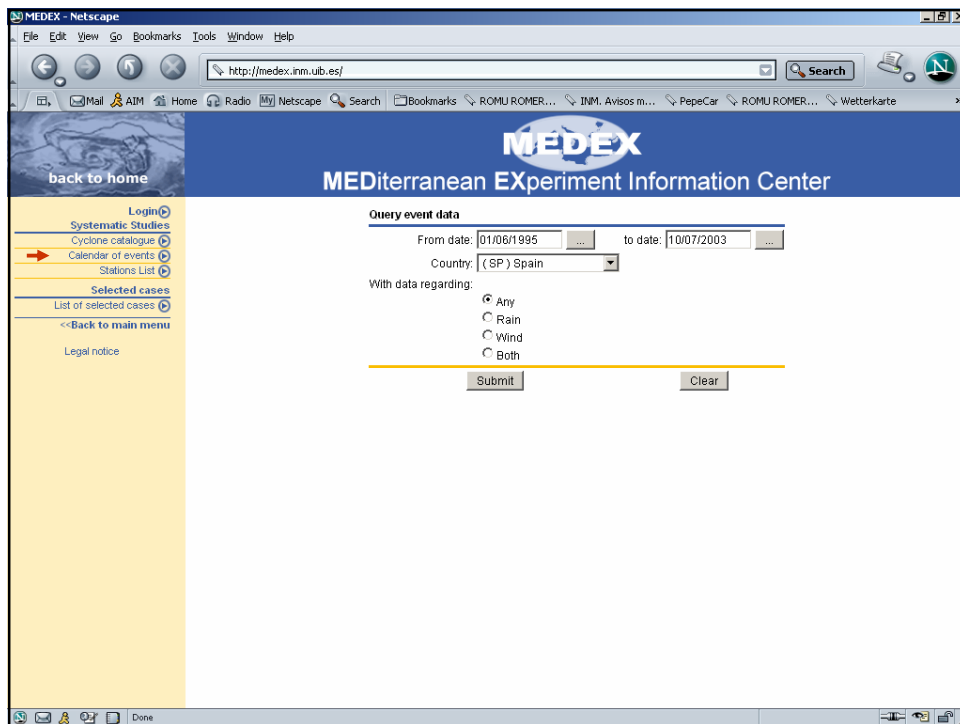 MEDEX - Netscape
File Edit View Go Bookmarks Tools Window Help
http://medex.inm.uib.es/
Search
N
Mail AIM Home Radio My Netscape Search Bookmarks ROMU ROMER... INM. Avisos m... PepeCar ROMU ROMER... Wetterkarte »
back to home
MEDEX
MEDiterranean EXperiment Information Center
Login
Systematic Studies
Cyclone catalogue
Calendar of events
Stations List
Selected cases
List of selected cases
<<Back to main menu
Legal notice
Query event data
From date: 01/06/1995 ... to date: 10/07/2003 ...
Country: ( SP ) Spain
With data regarding:
Any
Rain
Wind
Both
Submit Clear
Done